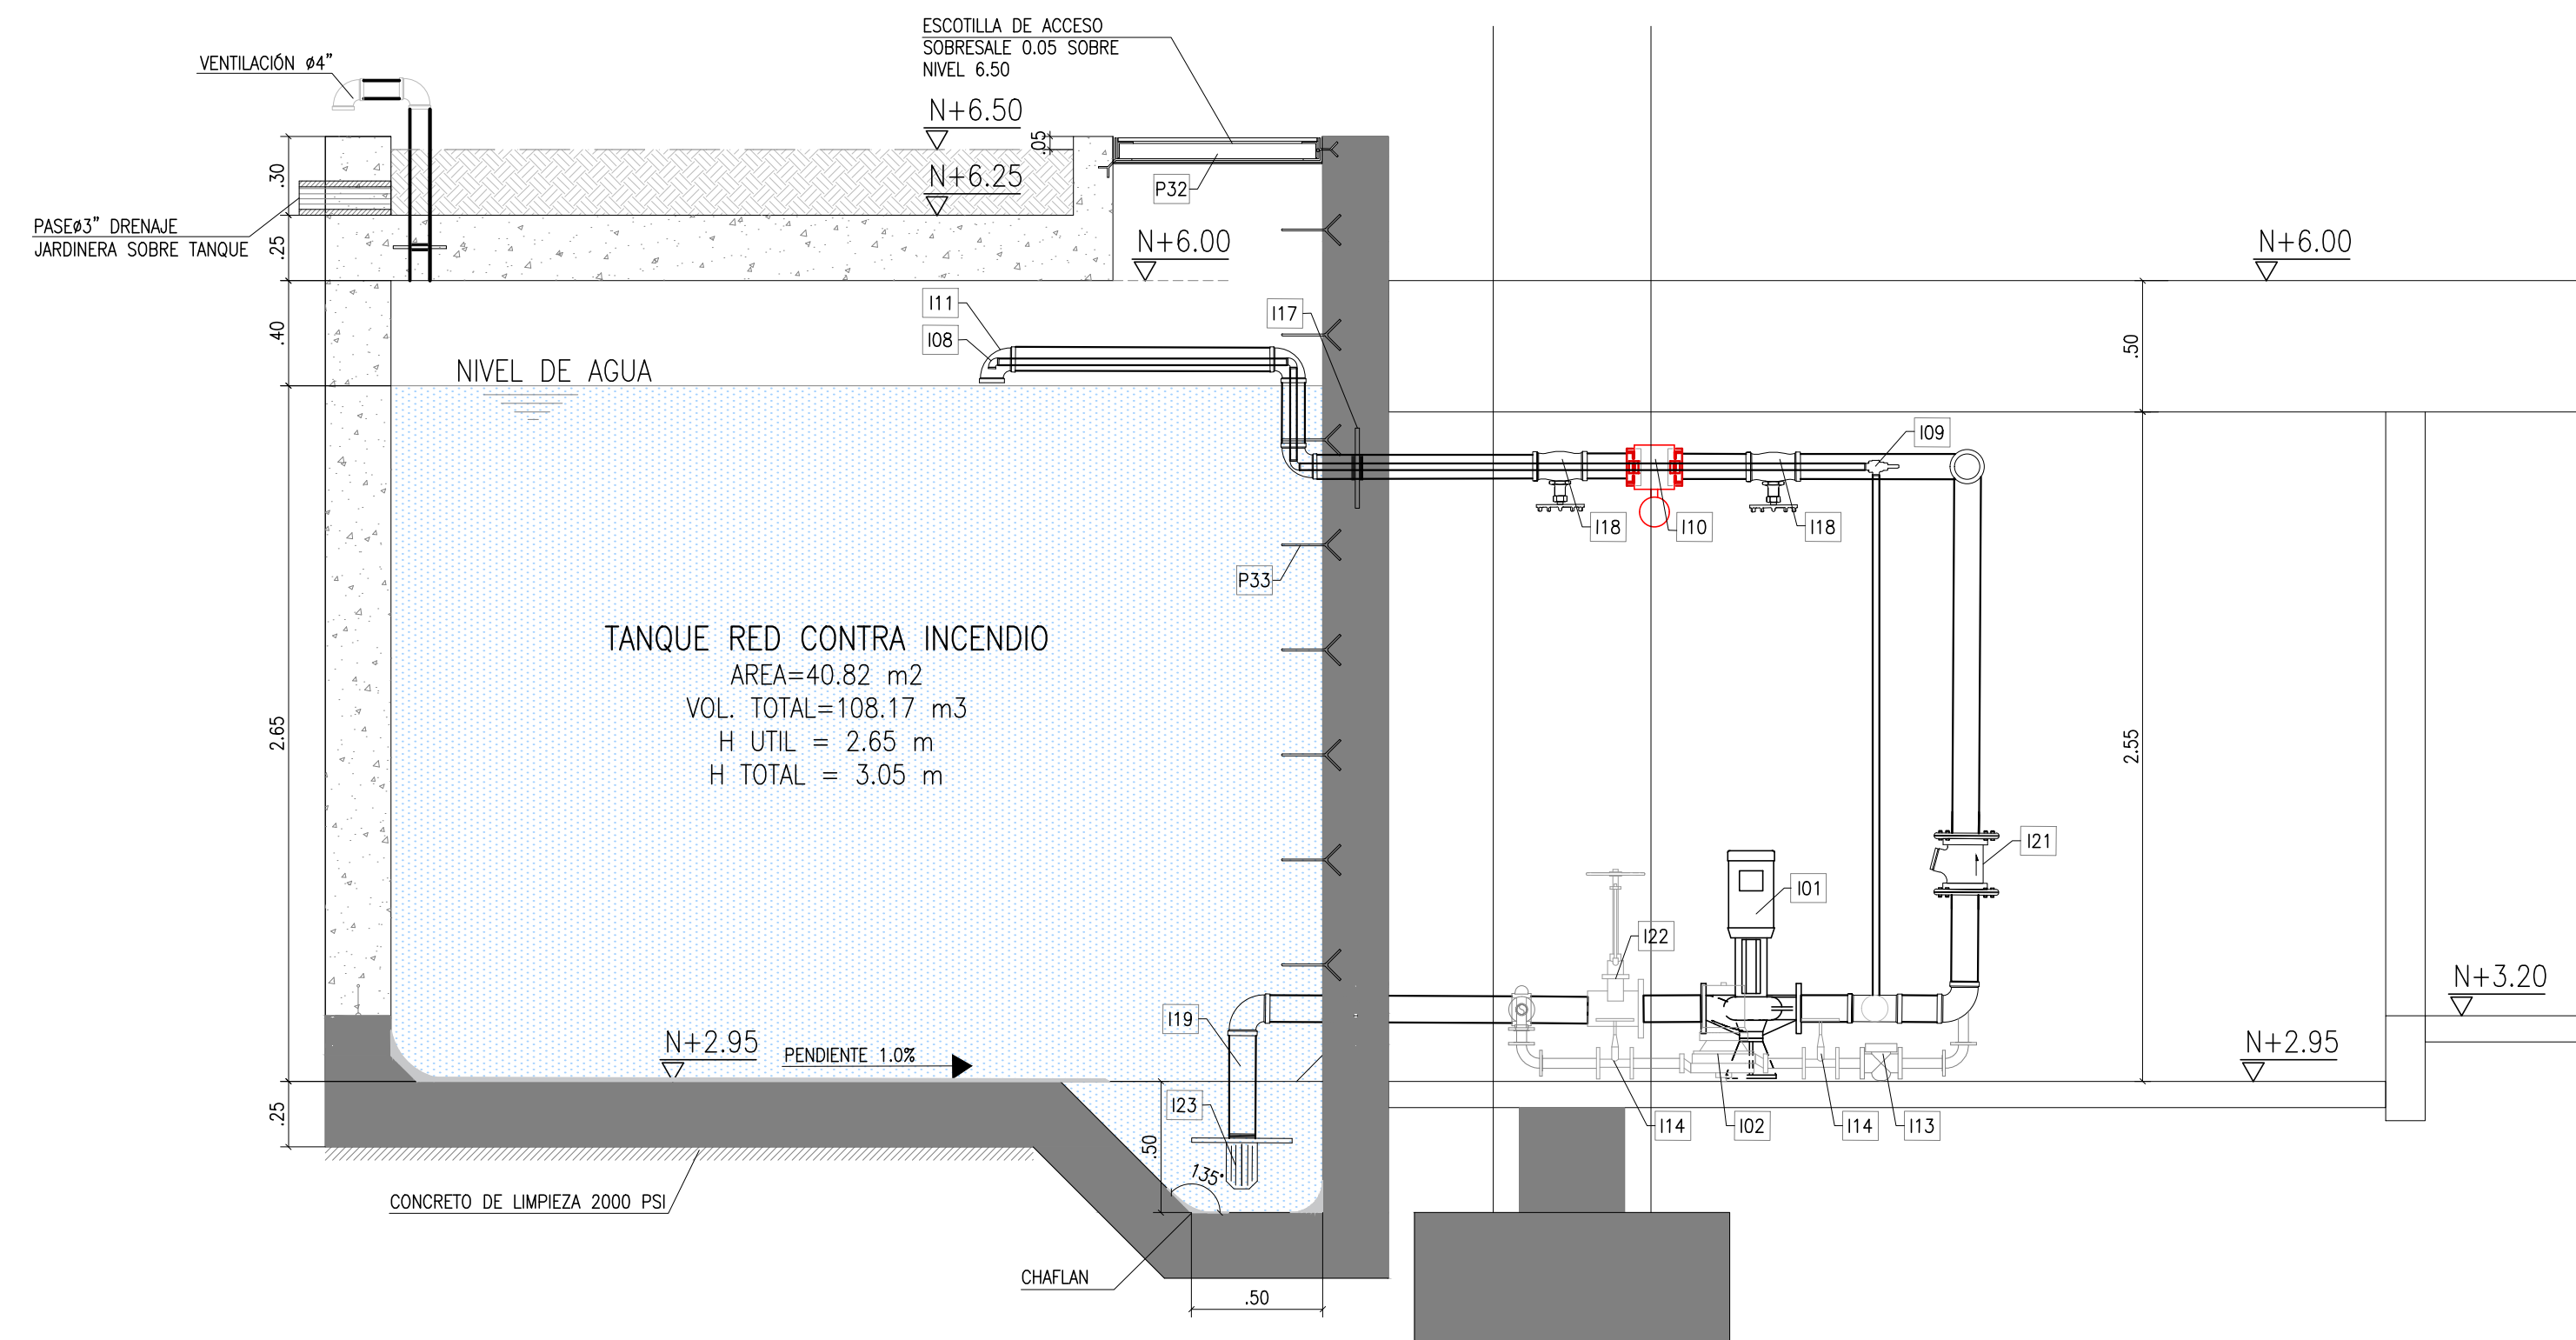 ESCOTILLA DE ACCESO
SOBRESALE 0.05 SOBRE
NIVEL 6.50
VENTILACIÓN ø4"
N+6.50
.05
.30
N+6.25
P32
PASEø3" DRENAJE
JARDINERA SOBRE TANQUE
.25
N+6.00
N+6.00
I11
I17
I08
.40
.50
NIVEL DE AGUA
I09
I18
I10
I18
P33
TANQUE RED CONTRA INCENDIO
AREA=40.82 m2
VOL. TOTAL=108.17 m3
H UTIL = 2.65 m
H TOTAL = 3.05 m
2.65
2.55
I21
I01
I22
N+3.20
I19
N+2.95
PENDIENTE 1.0%
N+2.95
I23
.25
.50
I14
I02
I14
I13
135°
CONCRETO DE LIMPIEZA 2000 PSI
CHAFLAN
.50